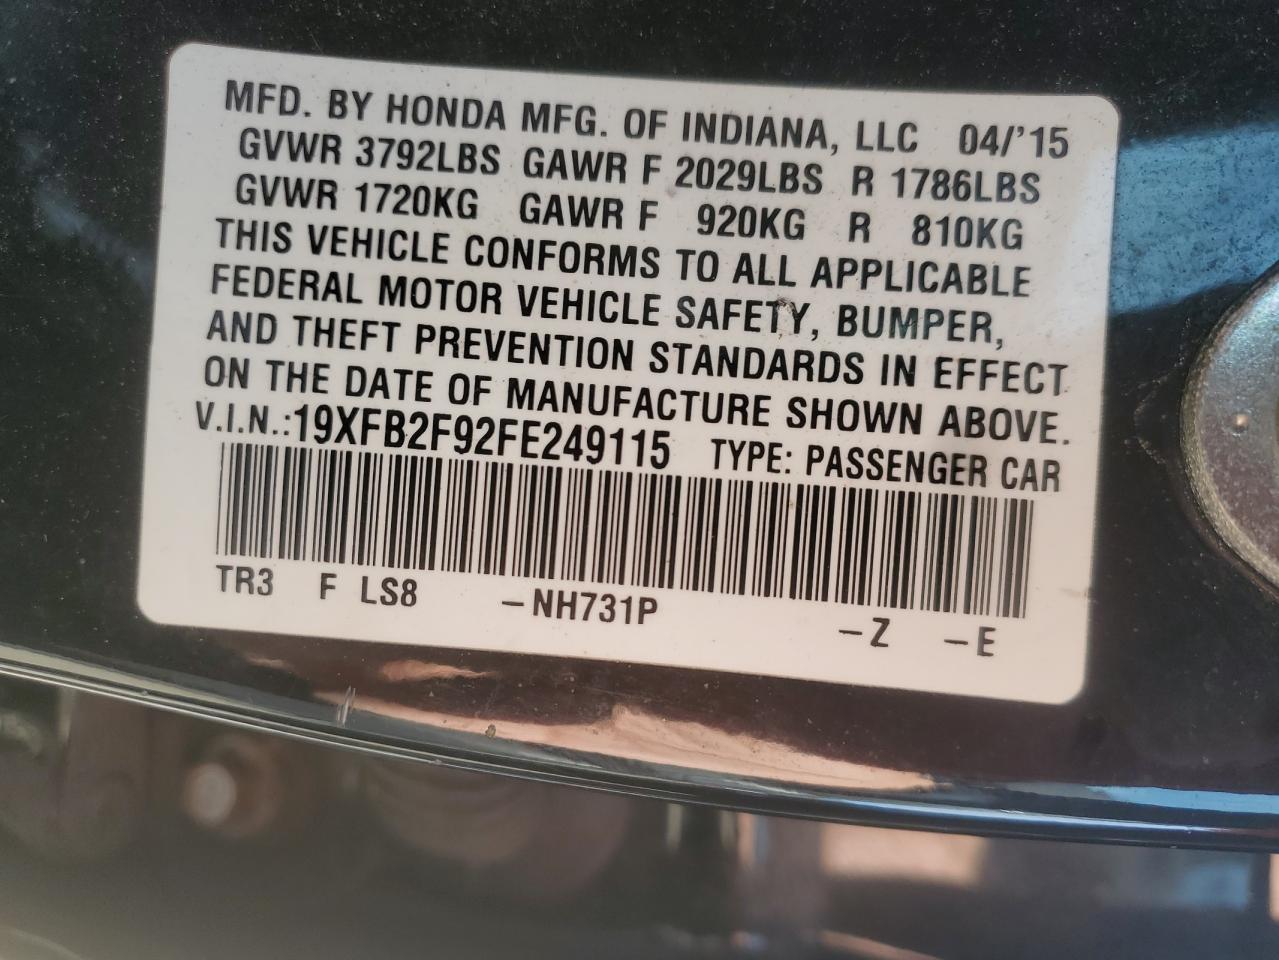 MFD. BY HONDA MFG. OF INDIANA, LLC 04/'15
GVWR 3792LBS GAWR F 2029LBS R 1786LBS
GVWR 1720KG GAWR F 920KG R 810KG
THIS VEHICLE CONFORMS TO ALL APPLICABLE
FEDERAL MOTOR VEHICLE SAFETY, BUMPER,
AND THEFT PREVENTION STANDARDS IN EFFECT
ON THE DATE OF MANUFACTURE SHOWN ABOVE.
V.I.N.:19XFB2F92FE249115 TYPE: PASSENGER CAR
TR3 F LS8 –NH731P –Z –E